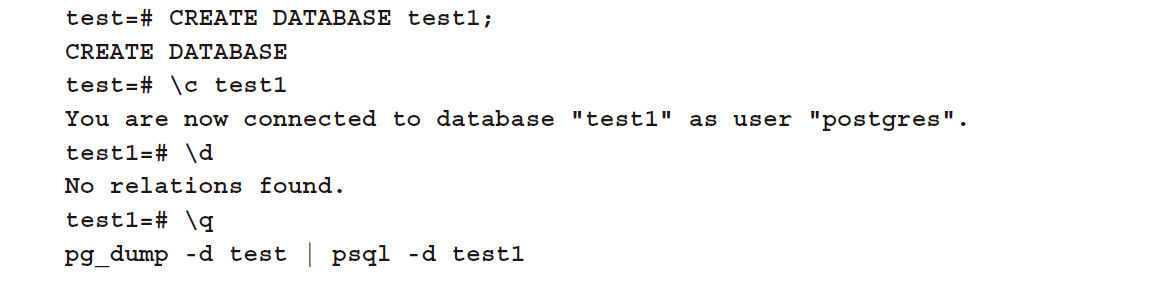 test=# CREATE DATABASE test1;
CREATE DATABASE
test=# \c test1
You are now connected to database "test1" as user "postgres".
test1=# \d
No relations found.
test1=# \q
pg_dump -d test | psql -d test1